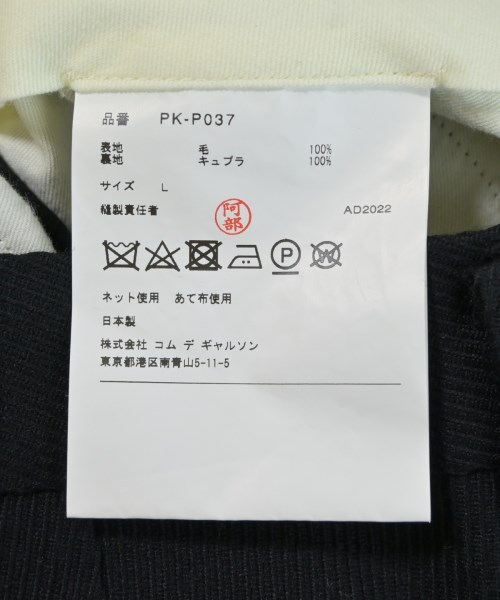 品番 PK-P037
表地 毛 100%
裏地 キュプラ 100%
サイズ L
縫製責任者 阿部 AD2022
P W
ネット使用 あて布使用
日本製
株式会社 コム デ ギャルソン
東京都港区南青山5-11-5